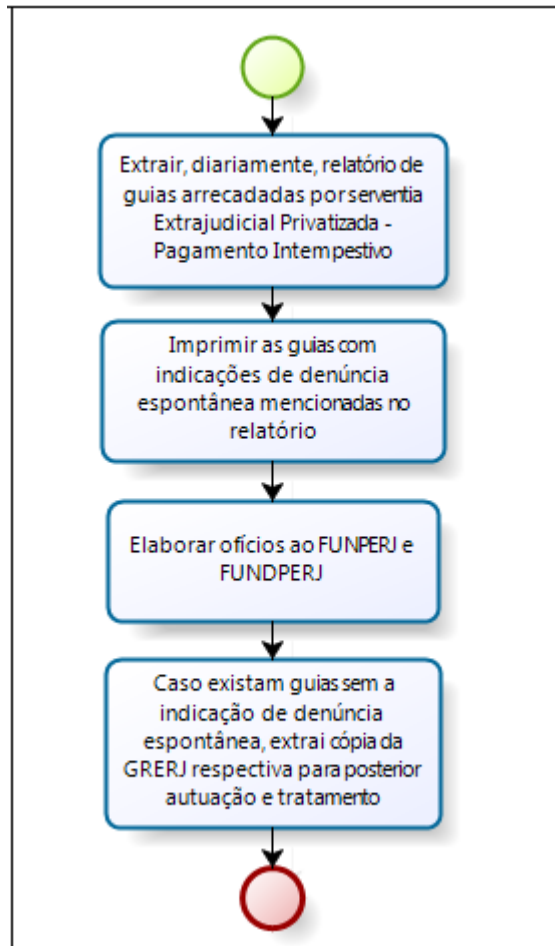 Extrair, diariamente, relatório de
guias arrecadadas por serventia
Extrajudicial Privatizada -
Pagamento Intempestivo
Imprimir as guias com
indicações de denúncia
espontânea mencionadas no
relatório
Elaborar ofícios ao FUNPERJ e
FUNDPERJ
Caso existam guias sem a
indicação de denúncia
espontânea, extrai cópia da
GRERJ respectiva para posterior
autuação e tratamento